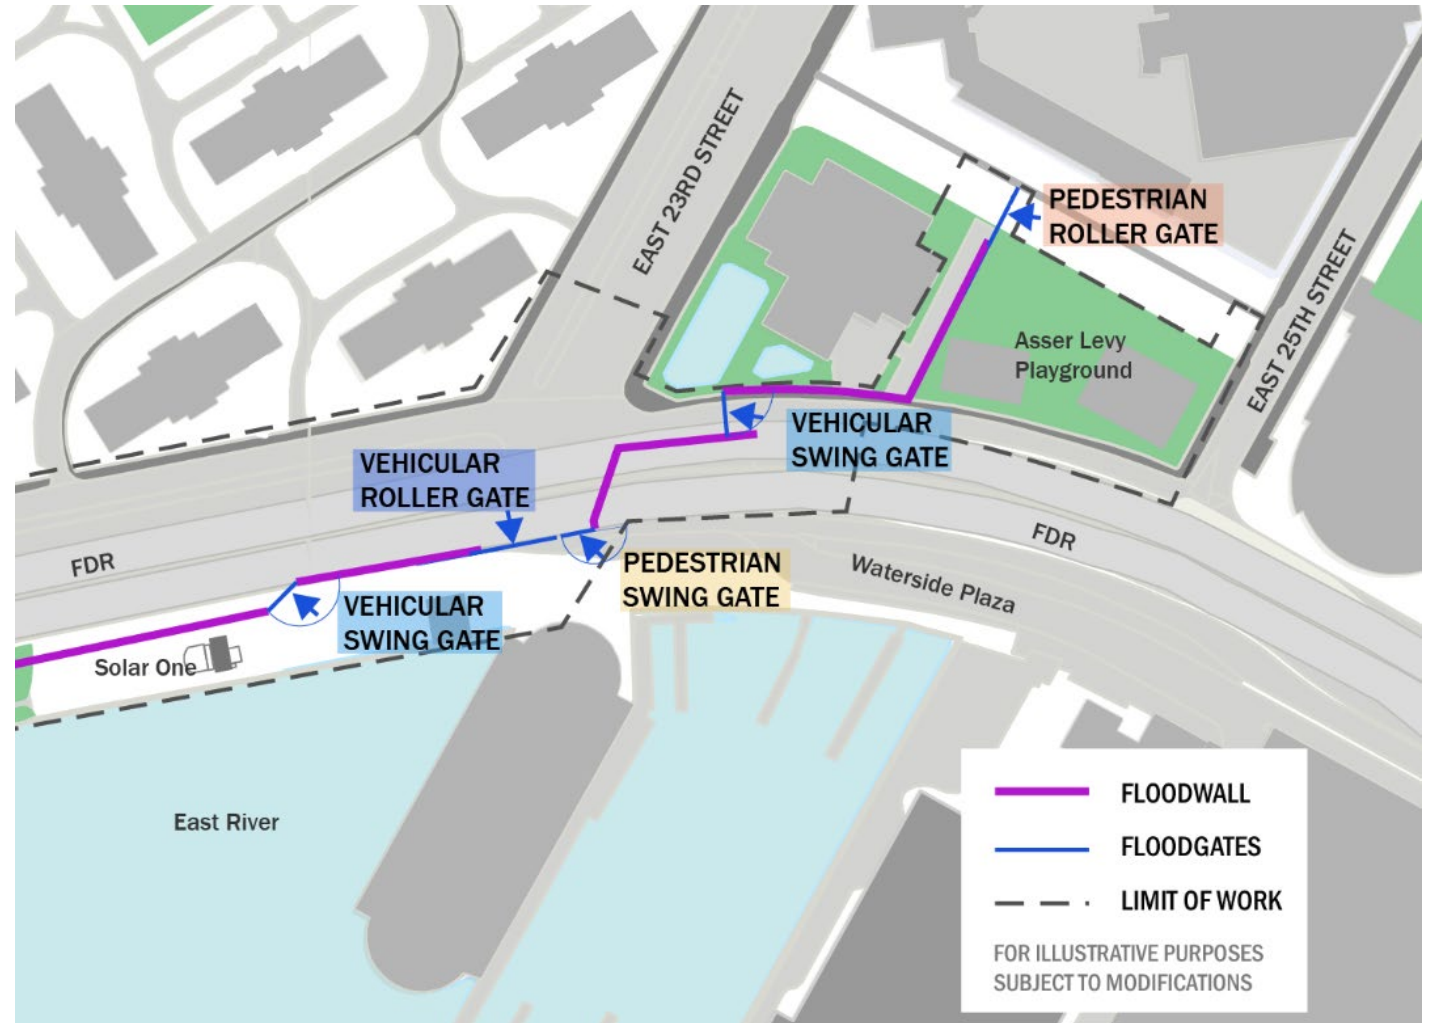 EAST 23RD STREET
PEDESTRIAN
ROLLER GATE
EAST 25TH STREET
Asser Levy
Playground
VEHICULAR
SWING GATE
VEHICULAR
ROLLER GATE
FDR
FDR
PEDESTRIAN
SWING GATE
Waterside Plaza
VEHICULAR
SWING GATE
Solar One
East River
FLOODWALL
FLOODGATES
LIMIT OF WORK
FOR ILLUSTRATIVE PURPOSES
SUBJECT TO MODIFICATIONS